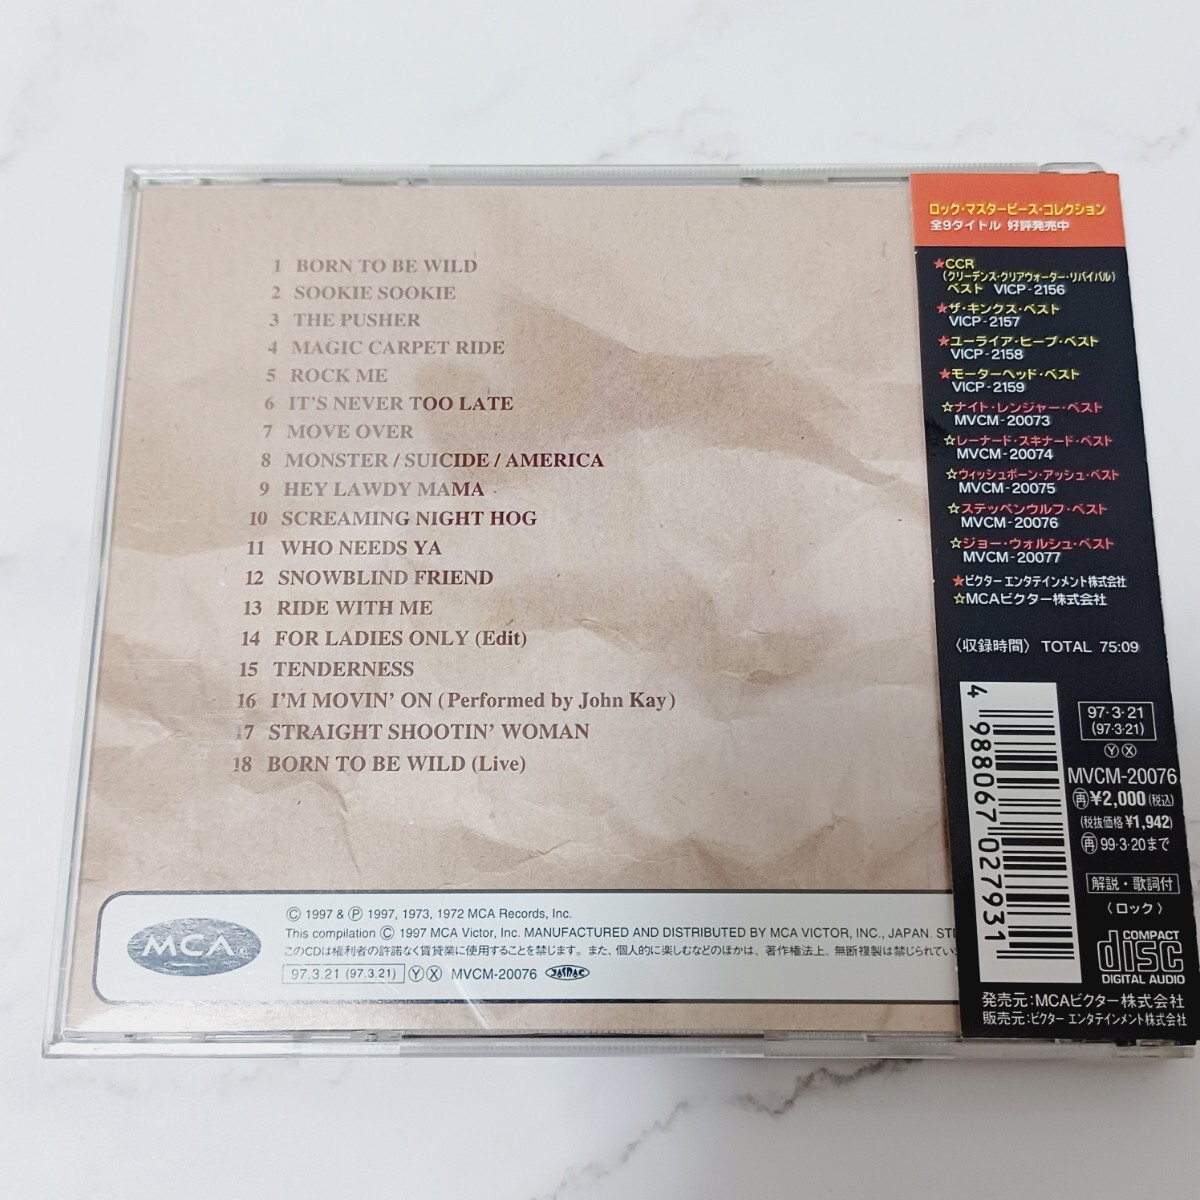 1 BORN TO BE WILD
2 SOOKIE SOOKIE
3 THE PUSHER
4 MAGIC CARPET RIDE
5 ROCK ME
6 IT'S NEVER TOO LATE
7 MOVE OVER
8 MONSTER / SUICIDE / AMERICA
9 HEY LAWDY MAMA
10 SCREAMING NIGHT HOG
11 WHO NEEDS YA
12 SNOWBLIND FRIEND
13 RIDE WITH ME
14 FOR LADIES ONLY (Edit)
15 TENDERNESS
16 I'M MOVIN' ON (Performed by John Kay)
17 STRAIGHT SHOOTIN' WOMAN
18 BORN TO BE WILD (Live)
MCA
© 1997 & ℗ 1997, 1973, 1972 MCA Records, Inc.
This compilation © 1997 MCA Victor, Inc. MANUFACTURED AND DISTRIBUTED BY MCA VICTOR, INC., JAPAN. STE
このCDは権利者の許諾なく賃貸業に使用することを禁じます。また、個人的に楽しむなどのほかは、著作権法上、無断複製は禁じられてい
97.3.21 (97.3.21) Ⓨ Ⓧ MVCM-20076 JASRAC
ロック・マスターピース・コレクション
全9タイトル 好評発売中
★CCR
(クリーデンス・クリアウォーター・リバイバル)
ベスト VICP-2156
★ザ・キンクス・ベスト
VICP-2157
★ユーライア・ヒープ・ベスト
VICP-2158
★モーターヘッド・ベスト
VICP-2159
☆ナイト・レンジャー・ベスト
MVCM-20073
☆レーナード・スキナード・ベスト
MVCM-20074
☆ウィッシュボーン・アッシュ・ベスト
MVCM-20075
☆ステッペンウルフ・ベスト
MVCM-20076
☆ジョー・ウォルシュ・ベスト
MVCM-20077
★ビクター エンタテインメント株式会社
☆MCAビクター株式会社
〈収録時間〉 TOTAL 75:09
4 988067 027931
97・3・21
(97・3・21)
Ⓨ Ⓧ
MVCM-20076
再 ¥2,000 (税込)
(税抜価格 ¥1,942)
再 99・3・20まで
解説・歌詞付
〈ロック〉
COMPACT
disc
DIGITAL AUDIO
発売元：MCAビクター株式会社
販売元：ビクター エンタテインメント株式会社